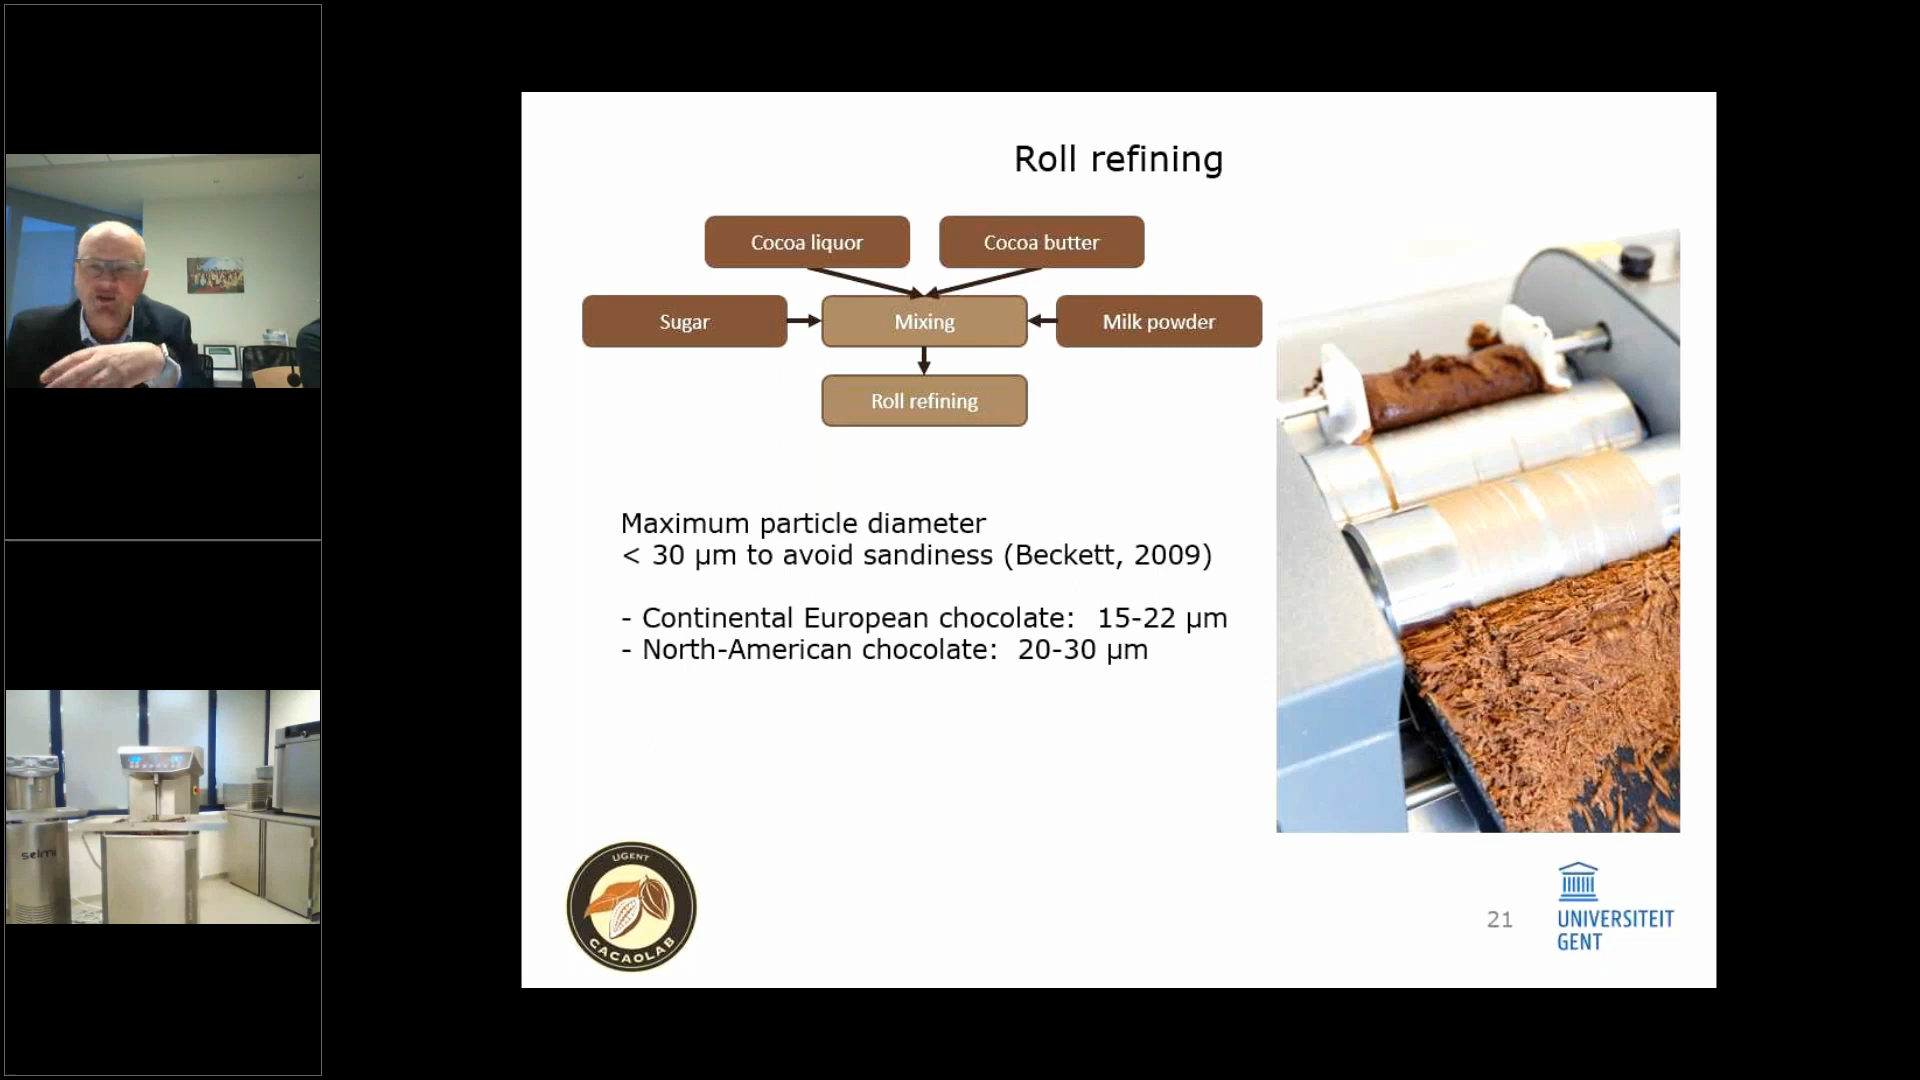 Roll refining
Cocoa liquor
Cocoa butter
Sugar
Mixing
Milk powder
Roll refining
Maximum particle diameter
< 30 µm to avoid sandiness (Beckett, 2009)
- Continental European chocolate: 15-22 µm
- North-American chocolate: 20-30 µm
UGENT
CACAOLAB
21
UNIVERSITEIT
GENT
selmi